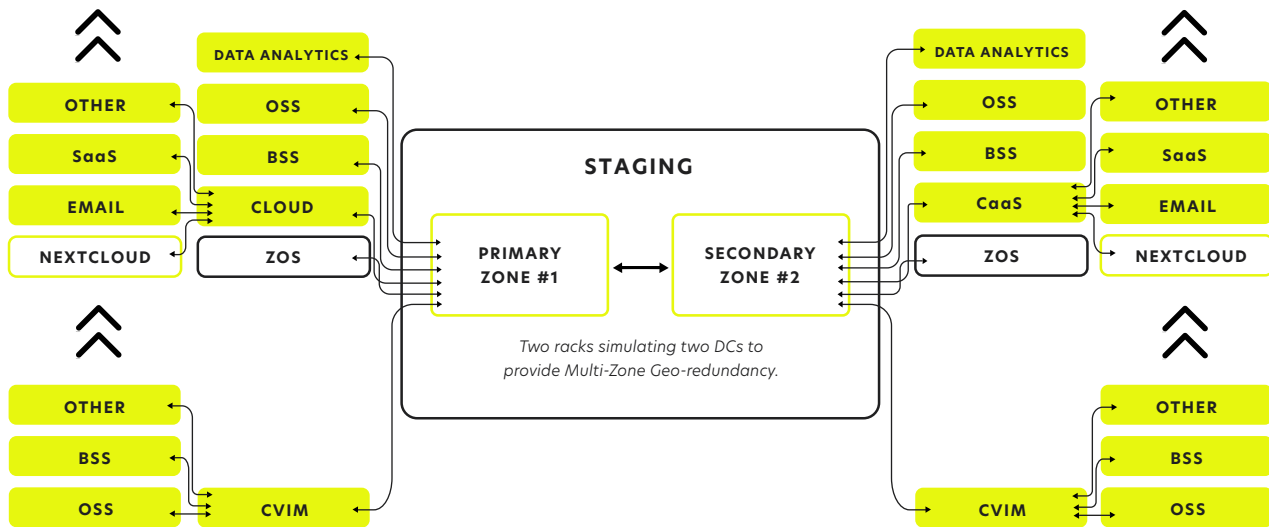 DATA ANALYTICS
OTHER
OSS
SaaS
BSS
EMAIL
CLOUD
NEXTCLOUD
ZOS
OTHER
BSS
OSS
CVIM
STAGING
PRIMARY
ZONE #1
SECONDARY
ZONE #2
Two racks simulating two DCs to
provide Multi-Zone Geo-redundancy.
DATA ANALYTICS
OSS
OTHER
BSS
SaaS
CaaS
EMAIL
ZOS
NEXTCLOUD
OTHER
BSS
CVIM
OSS